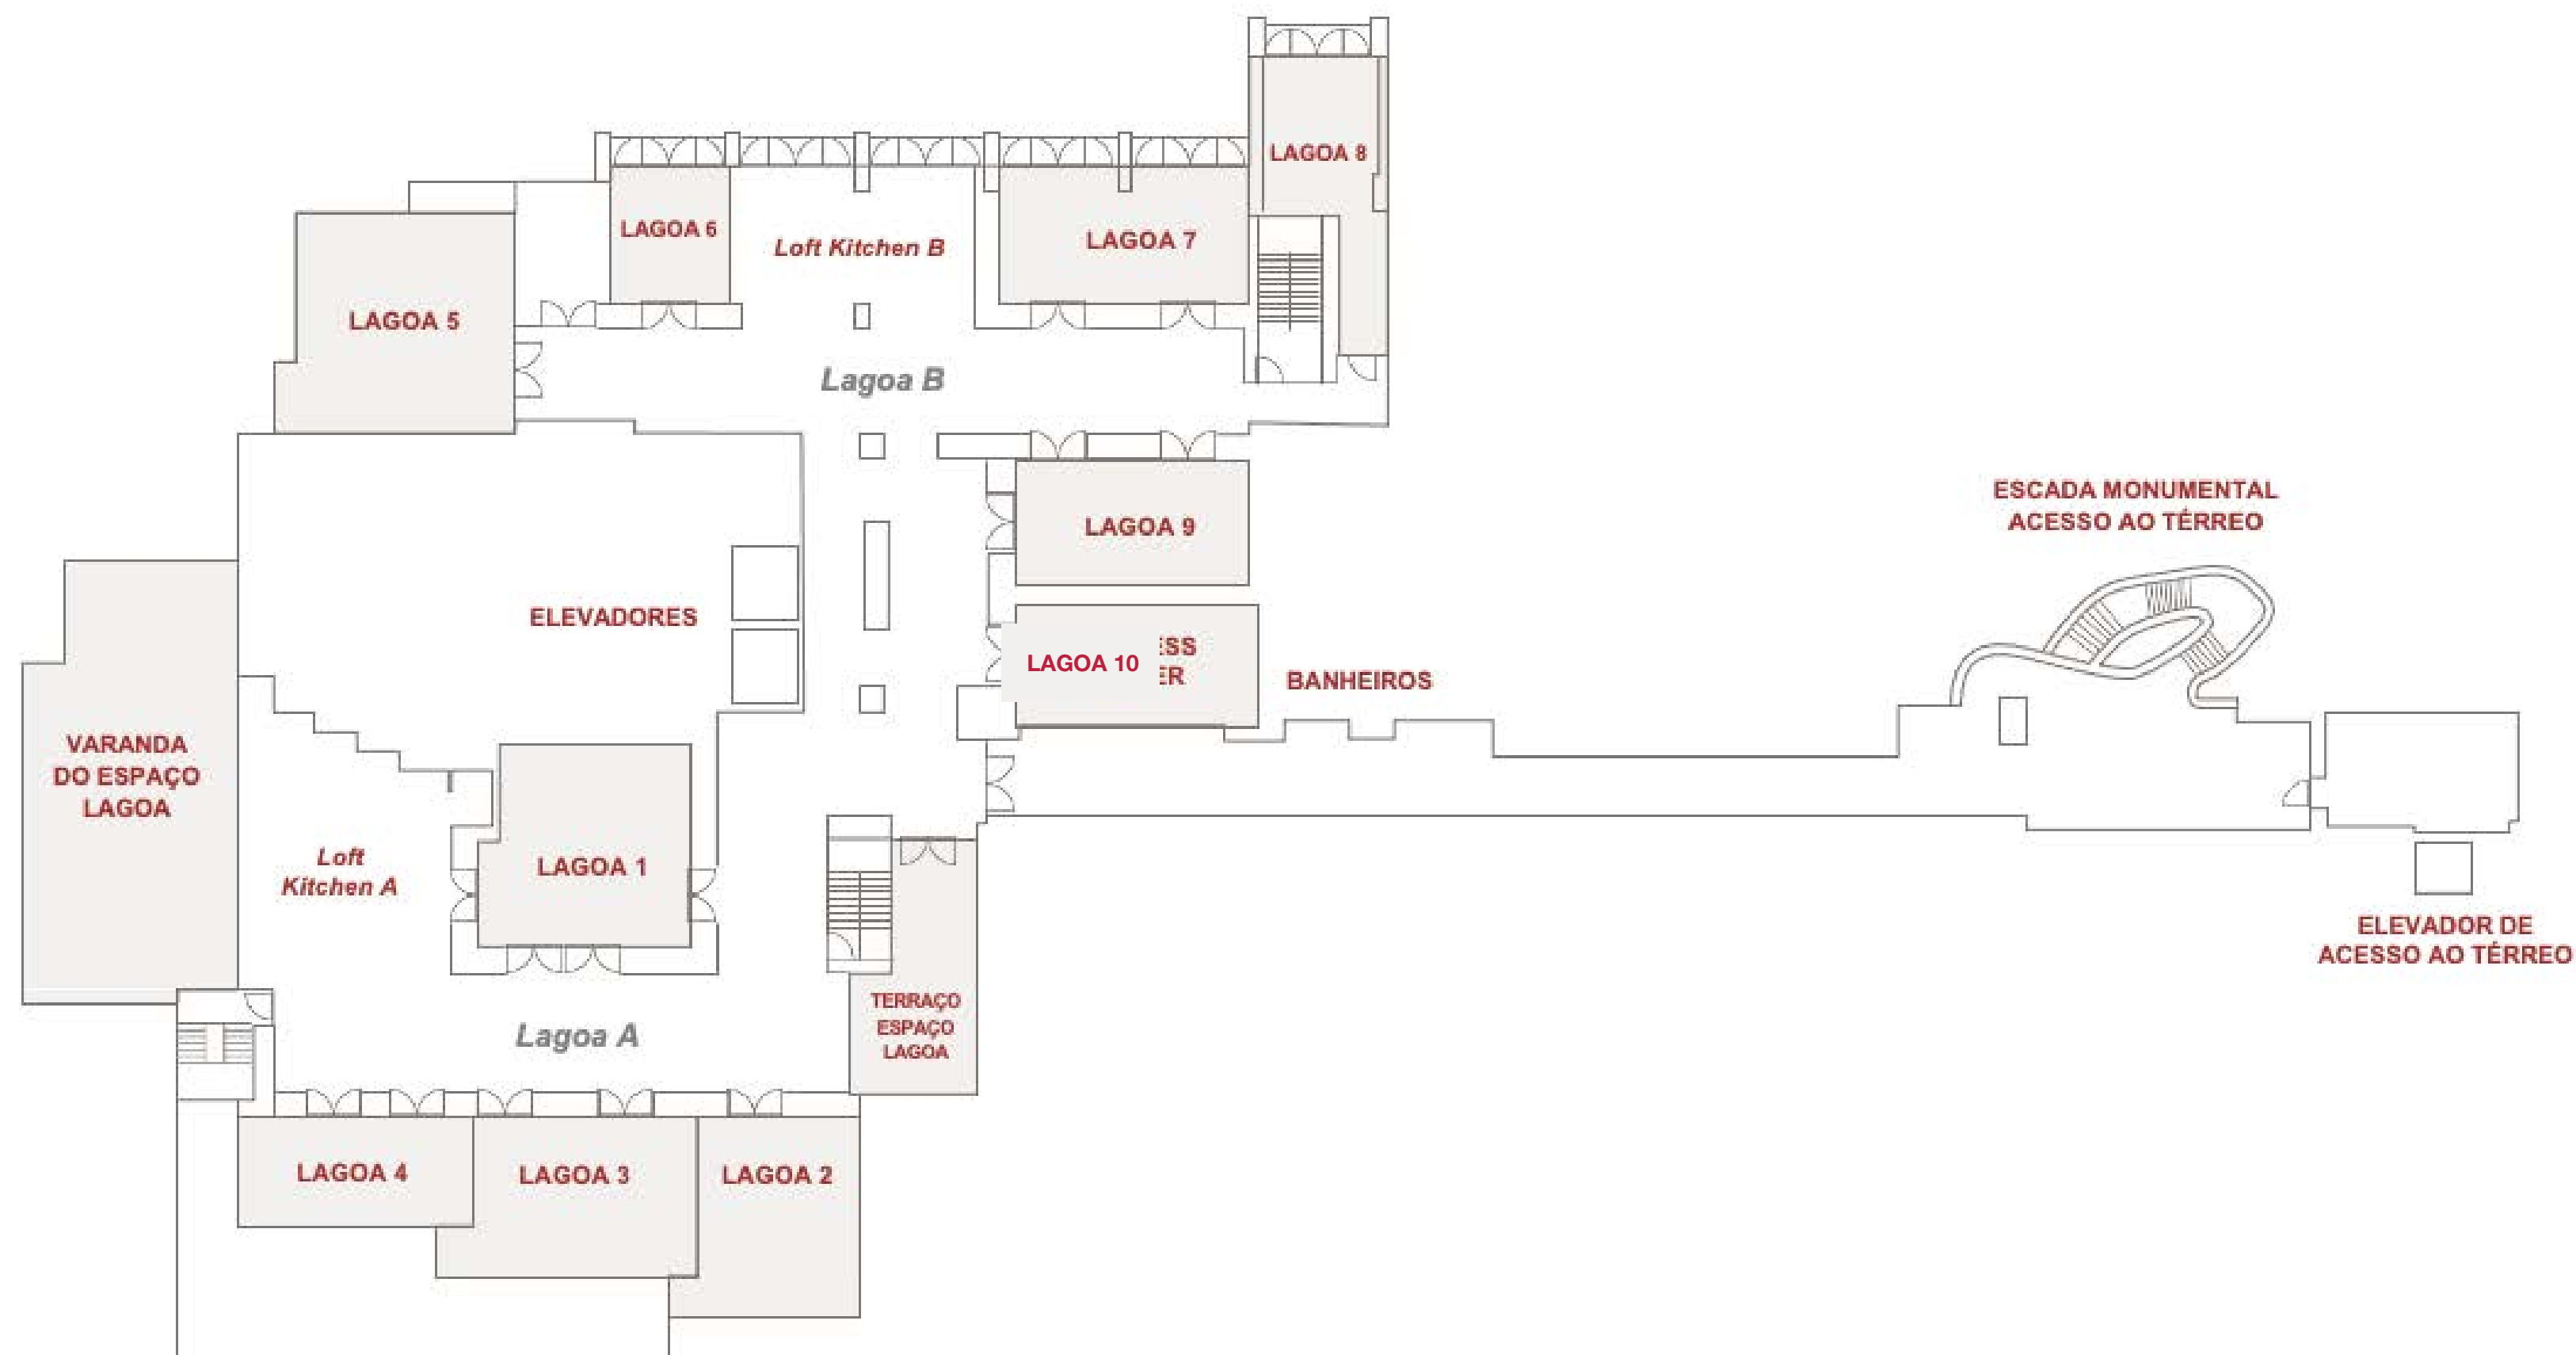 LAGOA 8
LAGOA 6
Loft Kitchen B
LAGOA 7
LAGOA 5
Lagoa B
ESCADA MONUMENTAL
ACESSO AO TÉRREO
LAGOA 9
ELEVADORES
LAGOA 10
ESS
ER
BANHEIROS
VARANDA
DO ESPAÇO
LAGOA
Loft
Kitchen A
LAGOA 1
ELEVADOR DE
ACESSO AO TÉRREO
TERRAÇO
ESPAÇO
LAGOA
Lagoa A
LAGOA 4
LAGOA 3
LAGOA 2